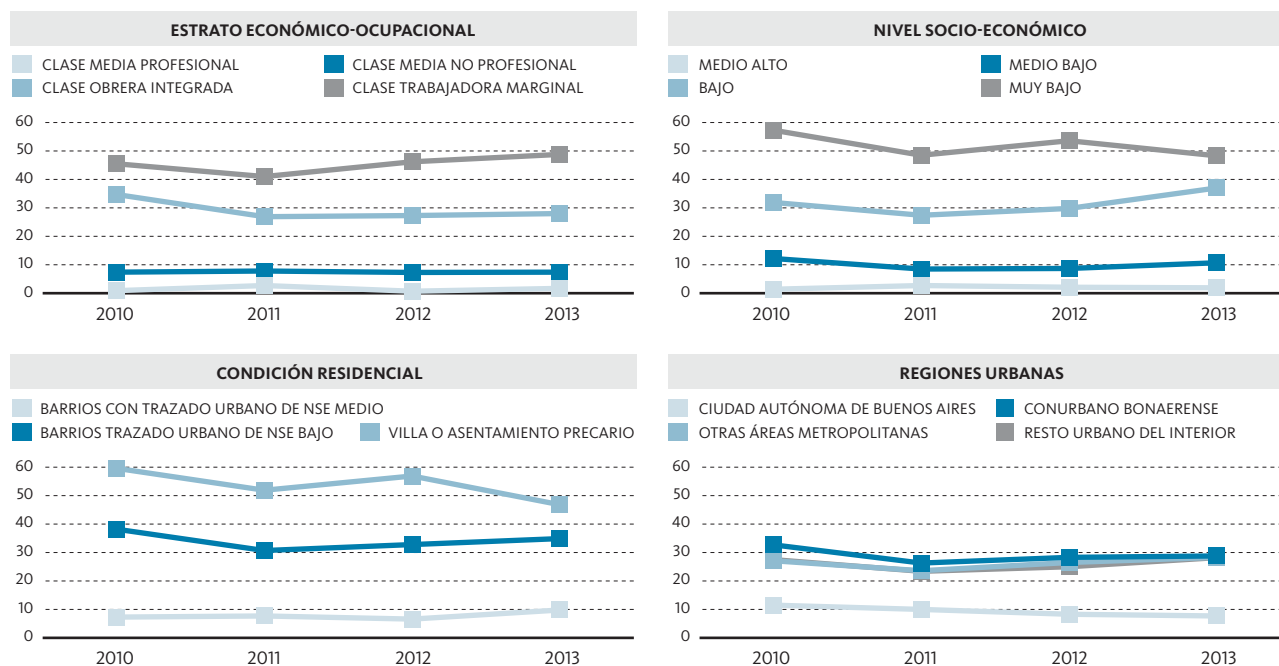 ESTRATO ECONÓMICO-OCUPACIONAL
CLASE MEDIA PROFESIONAL
CLASE MEDIA NO PROFESIONAL
CLASE OBRERA INTEGRADA
CLASE TRABAJADORA MARGINAL
60
50
40
30
20
10
0
2010 2011 2012 2013
NIVEL SOCIO-ECONÓMICO
MEDIO ALTO
MEDIO BAJO
BAJO
MUY BAJO
60
50
40
30
20
10
0
2010 2011 2012 2013
CONDICIÓN RESIDENCIAL
BARRIOS CON TRAZADO URBANO DE NSE MEDIO
BARRIOS TRAZADO URBANO DE NSE BAJO
VILLA O ASENTAMIENTO PRECARIO
60
50
40
30
20
10
0
2010 2011 2012 2013
REGIONES URBANAS
CIUDAD AUTÓNOMA DE BUENOS AIRES
CONURBANO BONAERENSE
OTRAS ÁREAS METROPOLITANAS
RESTO URBANO DEL INTERIOR
60
50
40
30
20
10
0
2010 2011 2012 2013